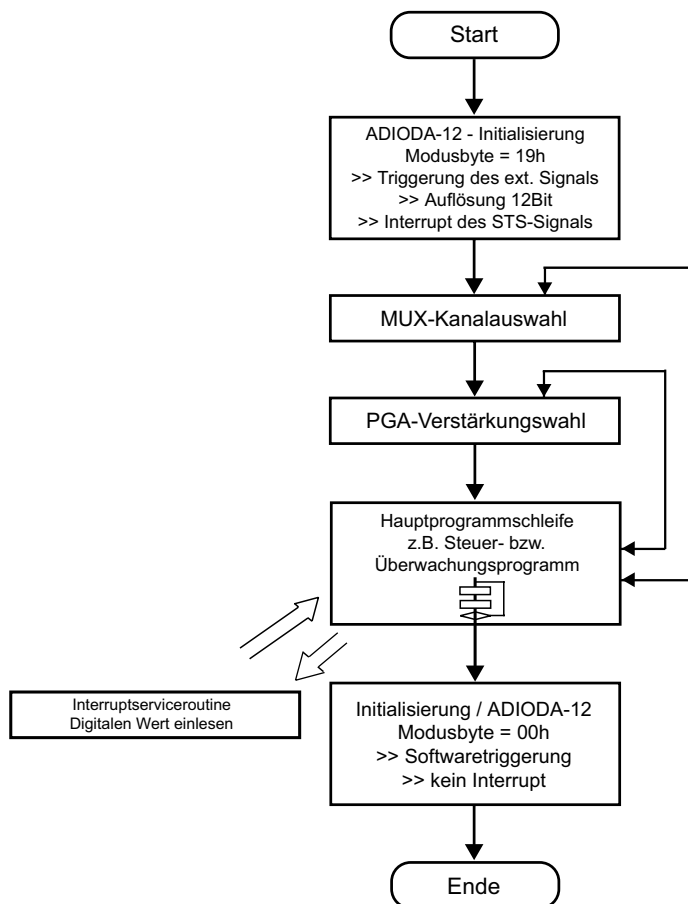 Start
ADIODA-12 - Initialisierung
Modusbyte = 19h
>> Triggerung des ext. Signals
>> Auflösung 12Bit
>> Interrupt des STS-Signals
MUX-Kanalauswahl
PGA-Verstärkungswahl
Hauptprogrammschleife
z.B. Steuer- bzw.
Überwachungsprogramm
Interruptserviceroutine
Digitalen Wert einlesen
Initialisierung / ADIODA-12
Modusbyte = 00h
>> Softwaretriggerung
>> kein Interrupt
Ende